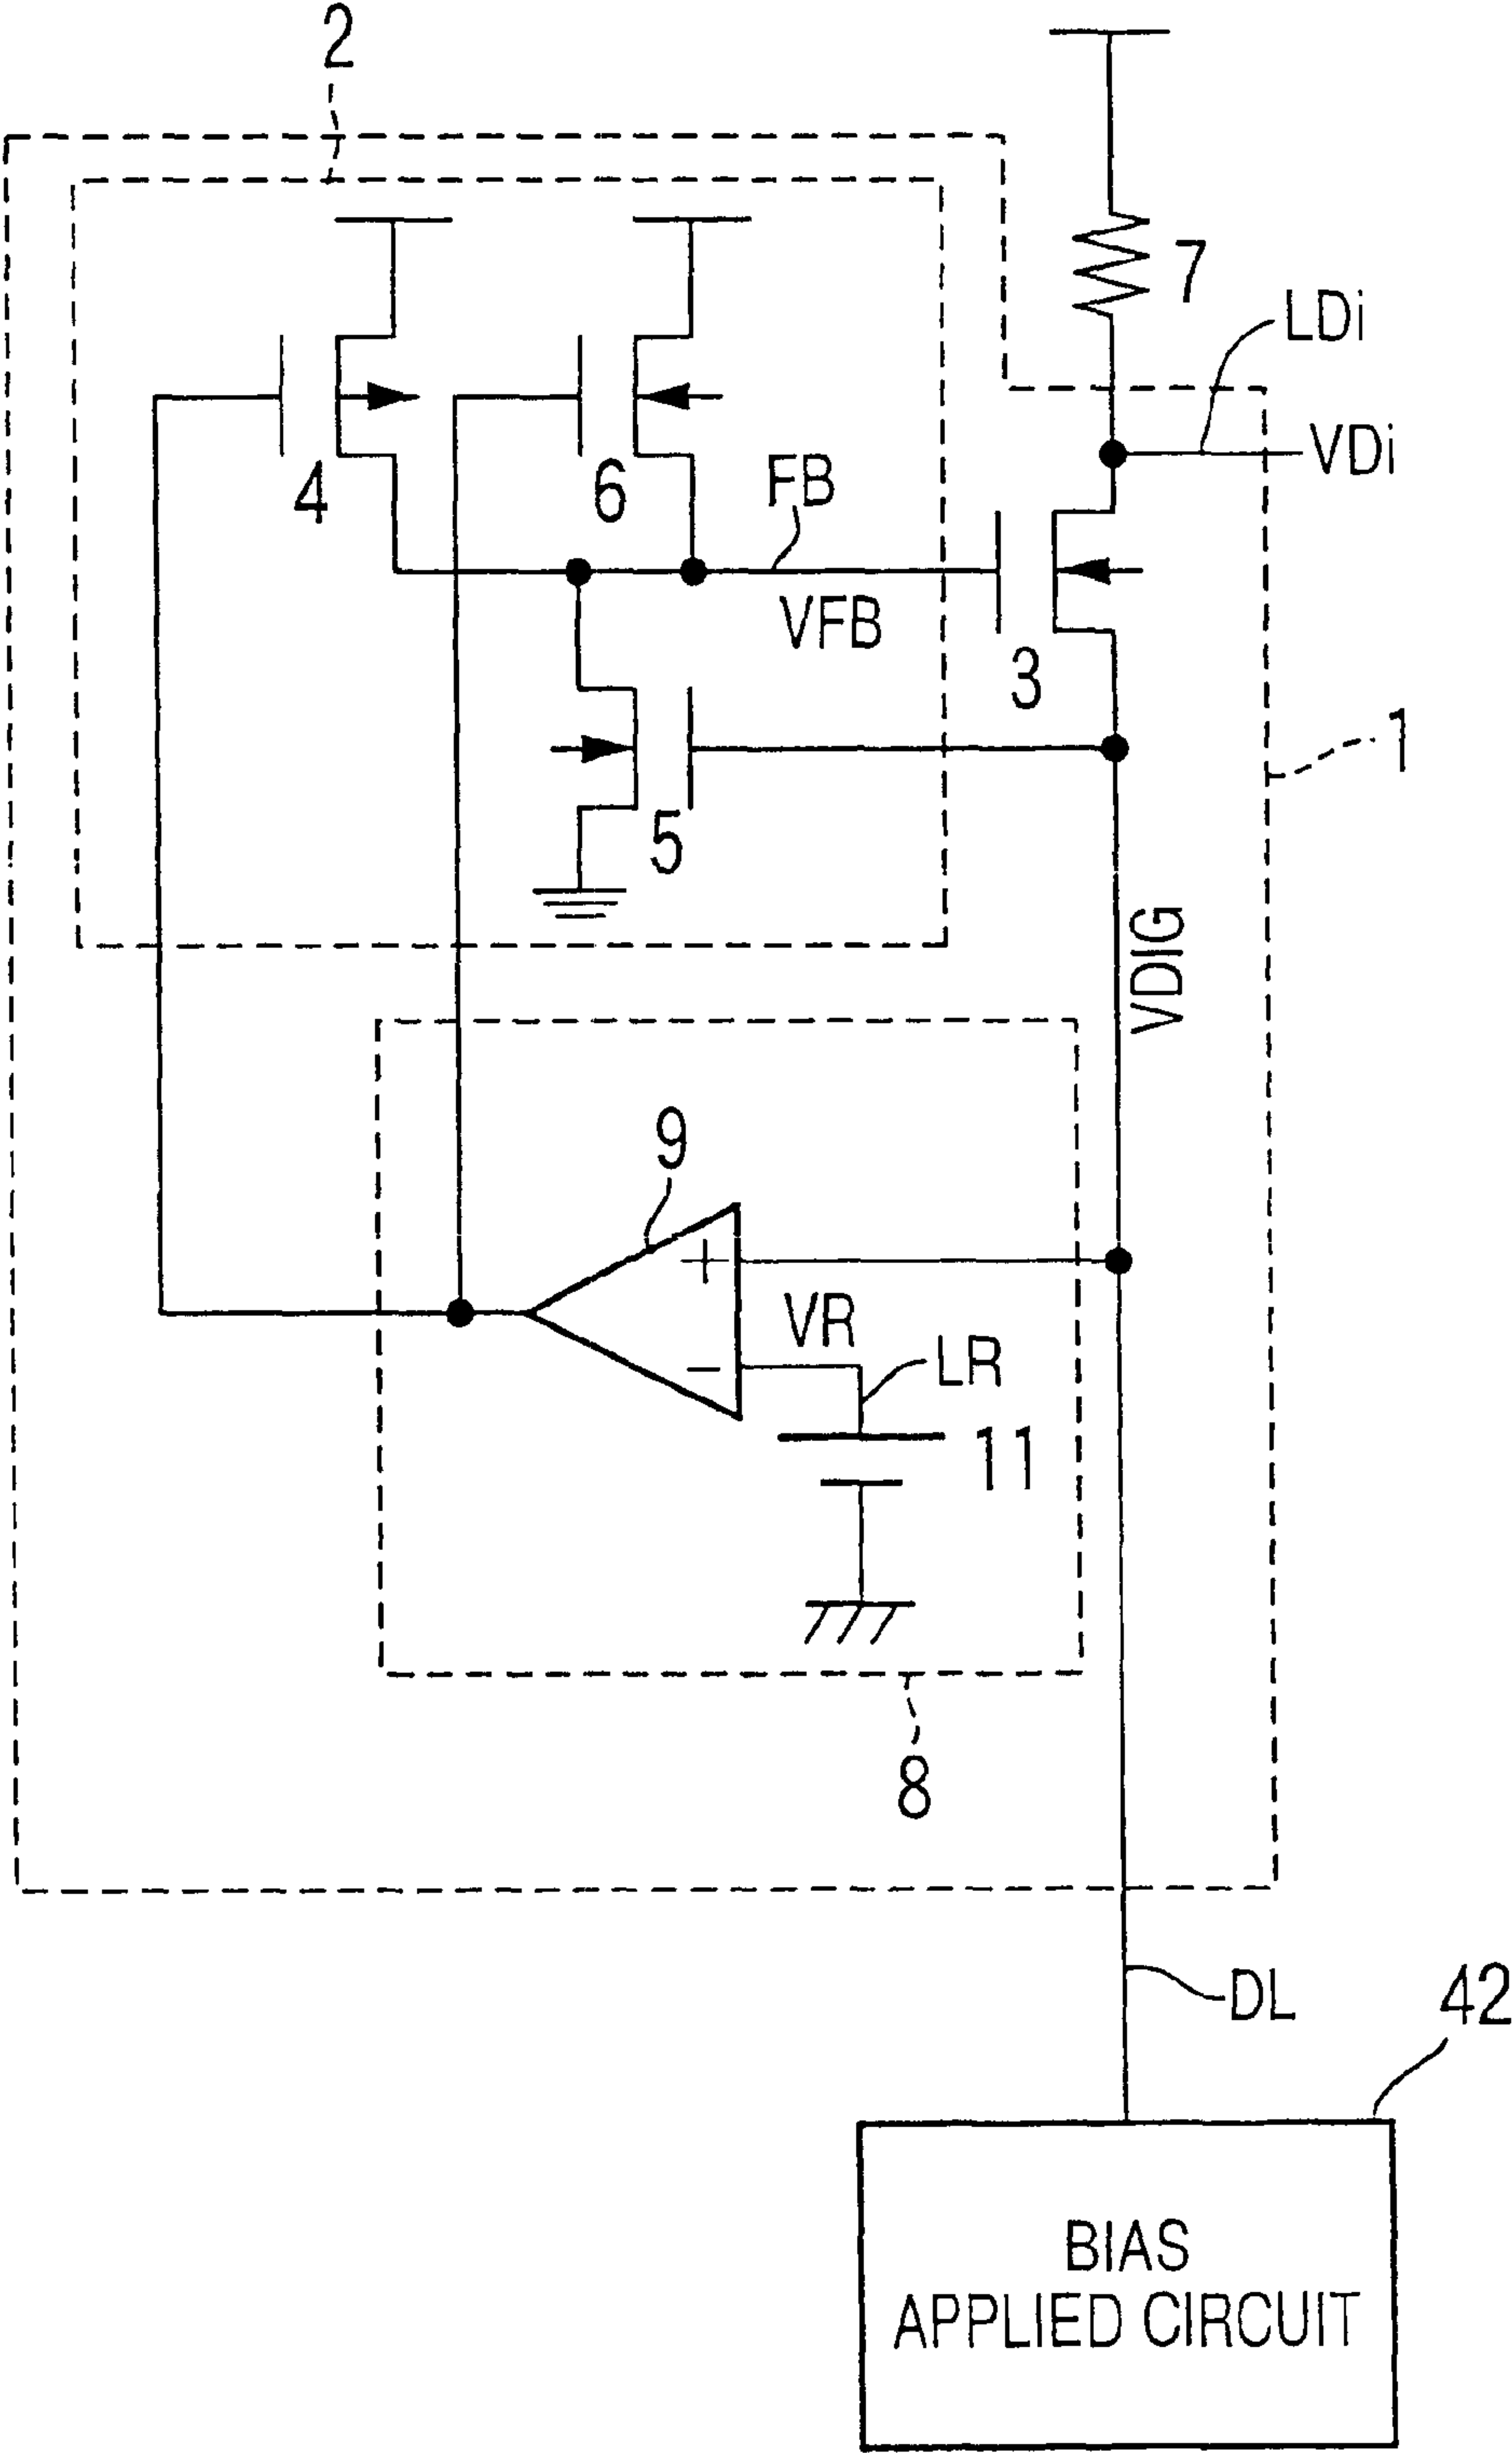 2
7
LDi
VDi
4
6
FB
VFB
3
1
5
VDIG
9
+
VR
−
LR
11
8
DL
42
BIAS
APPLIED CIRCUIT